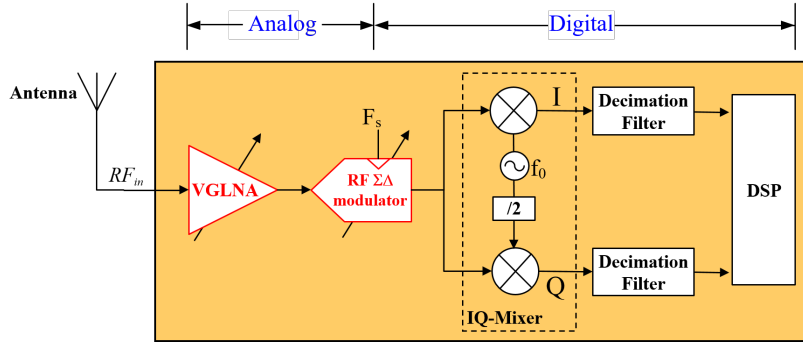 Analog
Digital
Antenna
RFin
VGLNA
Fs
RF ΣΔ
modulator
I
f0
/2
Q
IQ-Mixer
Decimation
Filter
Decimation
Filter
DSP